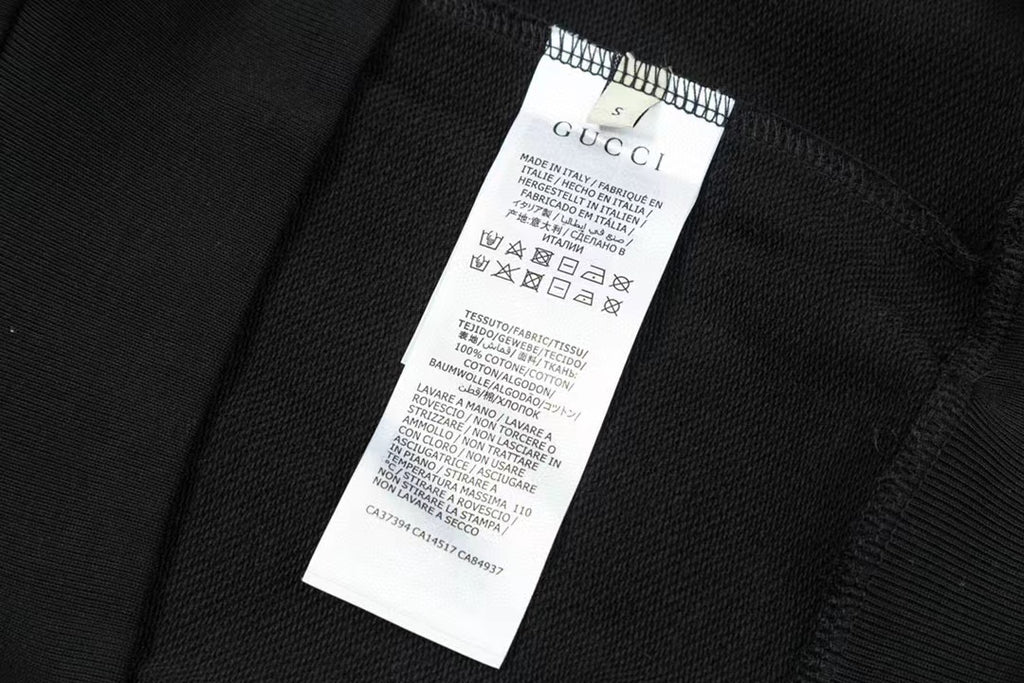 S
GUCCI
MADE IN ITALY / FABRIQUÉ EN
ITALIE / HECHO EN ITALIA /
HERGESTELLT IN ITALIEN /
FABRICADO EM ITÁLIA /
イタリア製 / صنع في إيطاليا /
产地:意大利 / СДЕЛАНО В
ИТАЛИИ
TESSUTO/FABRIC/TISSU/
TEJIDO/GEWEBE/TECIDO/
表地/قماش/ 面料/ ТКАНЬ:
100% COTONE/COTTON/
COTON/ALGODON/
BAUMWOLLE/ALGODÃO/コットン/
قطن/棉/ХЛОПОК
LAVARE A MANO / LAVARE A
ROVESCIO / NON TORCERE O
STRIZZARE / NON LASCIARE IN
AMMOLLO / NON TRATTARE
CON CLORO / NON USARE
ASCIUGATRICE / ASCIUGARE
IN PIANO / STIRARE A
TEMPERATURA MASSIMA 110
°C / STIRARE A ROVESCIO /
NON STIRARE LA STAMPA /
NON LAVARE A SECCO
CA37394 CA14517 CA84937